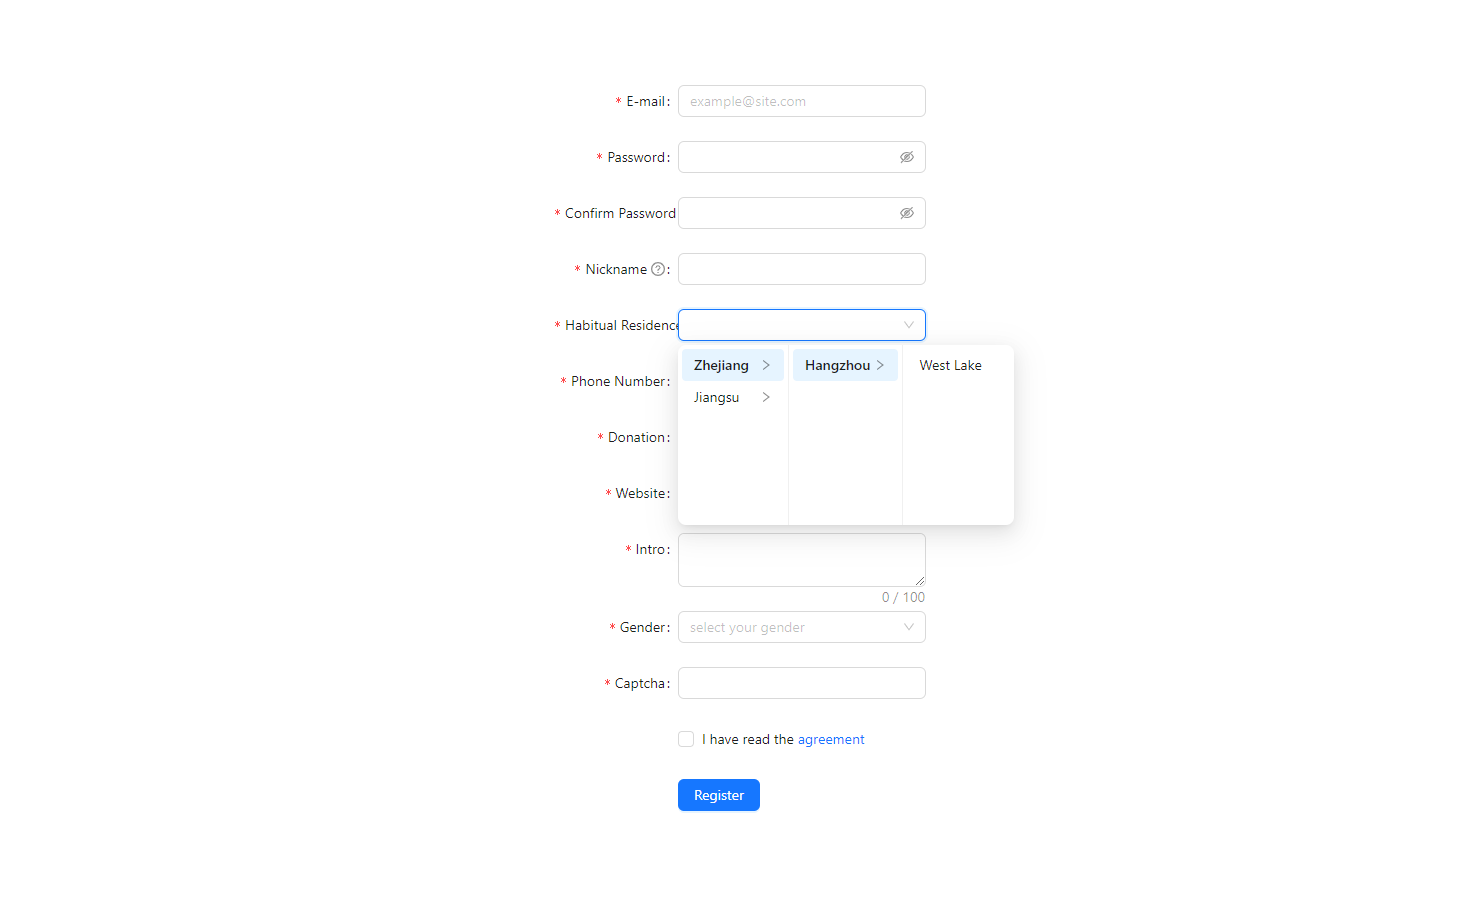 * E-mail:
example@site.com
* Password:
* Confirm Password
* Nickname ?:
* Habitual Residence
Zhejiang > Hangzhou > West Lake
Jiangsu >
* Phone Number:
* Donation:
* Website:
* Intro:
0 / 100
* Gender:
select your gender
* Captcha:
I have read the agreement
Register